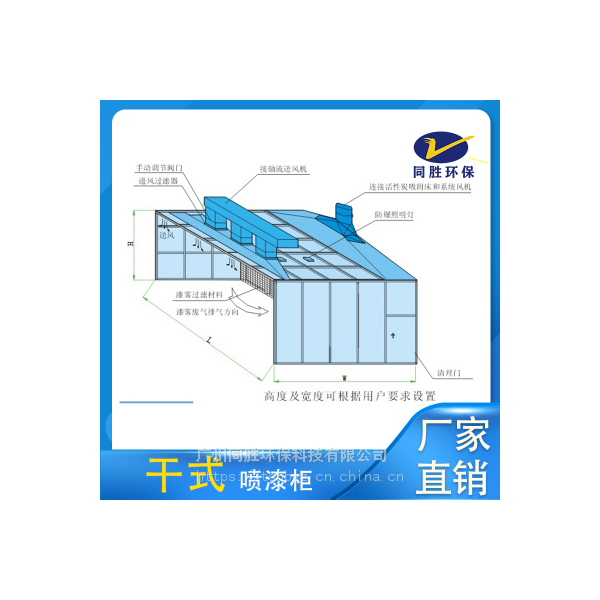 同胜环保
手动调节阀门
送风过滤器
接轴流送风机
连接活性炭吸附床和系统风机
防爆照明灯
送风
H
漆雾过滤材料
漆雾废气排气方向
L
W
清理门
高度及宽度可根据用户要求设置
广州同胜环保科技有限公司
.cn.china.cn
干式 喷漆柜
厂家
直销